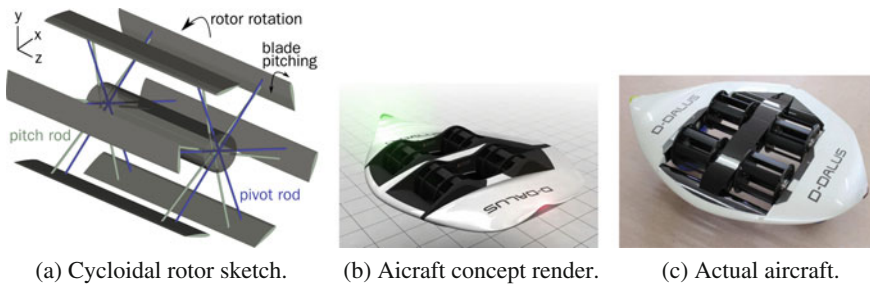 y
x
z
rotor rotation
blade
pitching
pitch rod
pivot rod
D-DALUS
D-DALUS
D-DALUS
(a) Cycloidal rotor sketch.
(b) Aicraft concept render.
(c) Actual aircraft.